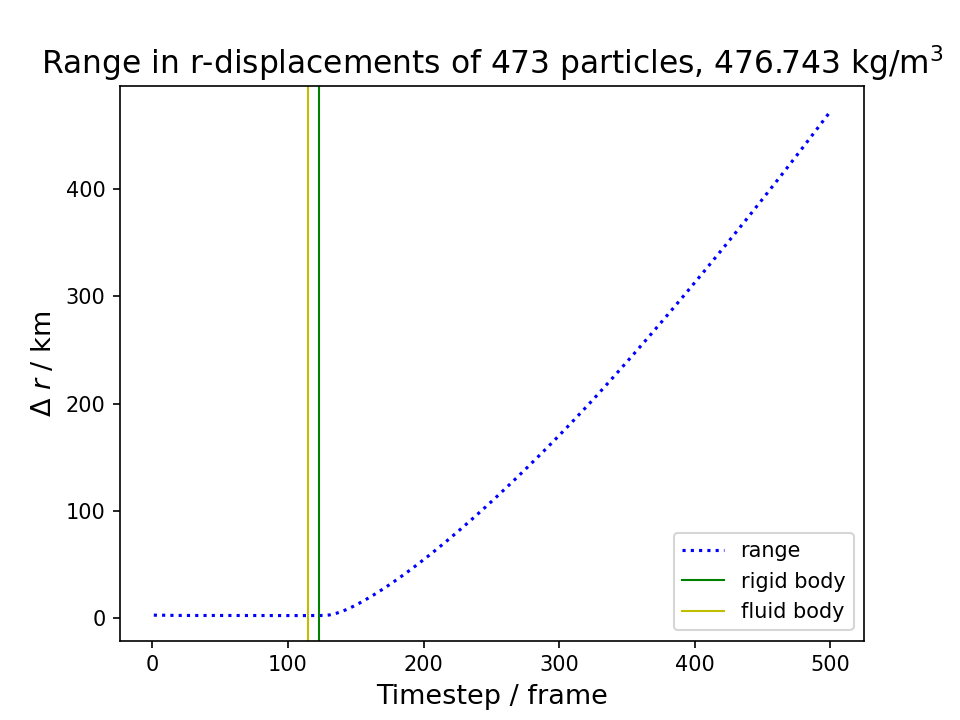 Range in r-displacements of 473 particles, 476.743 kg/m³
Δ r / km
400
300
200
100
0
0 100 200 300 400 500
Timestep / frame
range
rigid body
fluid body